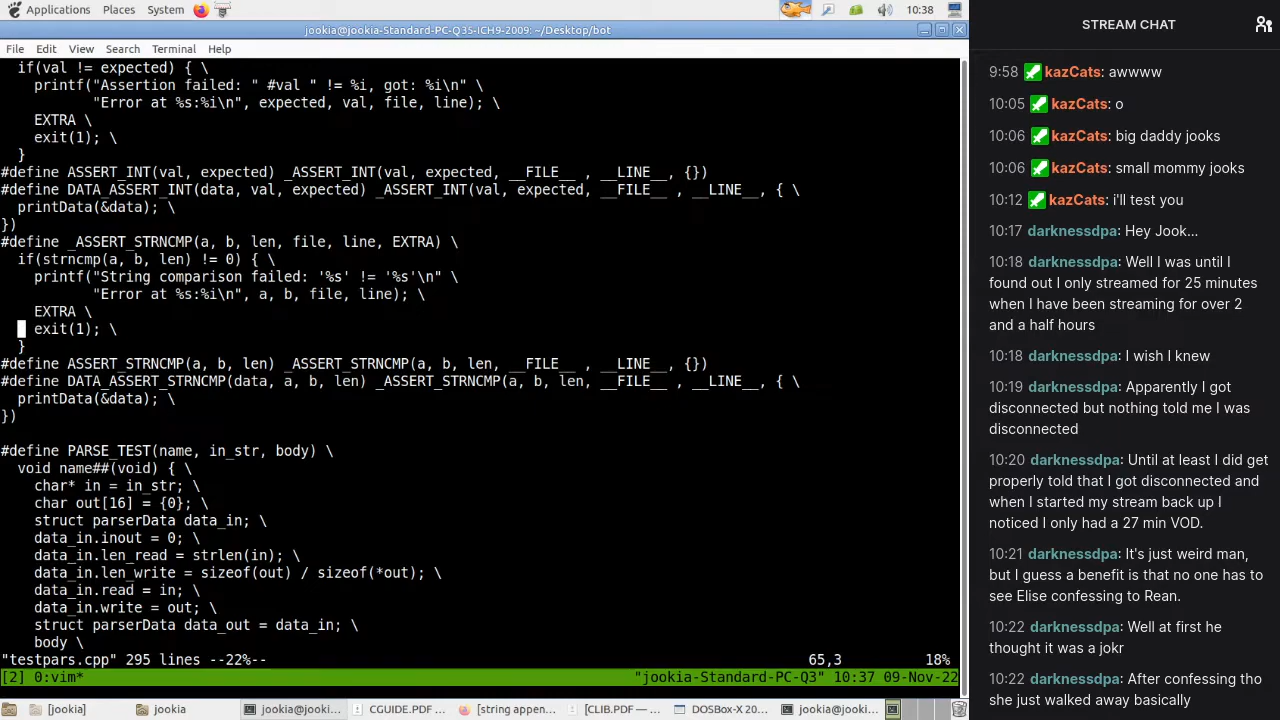 Applications Places System 10:38
jookia@jookia-Standard-PC-Q35-ICH9-2009: ~/Desktop/bot
File Edit View Search Terminal Help
if(val != expected) { \
printf("Assertion failed: " #val " != %i, got: %i\n" \
"Error at %s:%i\n", expected, val, file, line); \
EXTRA \
exit(1); \
}
#define ASSERT_INT(val, expected) _ASSERT_INT(val, expected, __FILE__ , __LINE__, {})
#define DATA_ASSERT_INT(data, val, expected) _ASSERT_INT(val, expected, __FILE__ , __LINE__, { \
printData(&data); \
})
#define _ASSERT_STRNCMP(a, b, len, file, line, EXTRA) \
if(strncmp(a, b, len) != 0) { \
printf("String comparison failed: '%s' != '%s'\n" \
"Error at %s:%i\n", a, b, file, line); \
EXTRA \
exit(1); \
}
#define ASSERT_STRNCMP(a, b, len) _ASSERT_STRNCMP(a, b, len, __FILE__ , __LINE__, {})
#define DATA_ASSERT_STRNCMP(data, a, b, len) _ASSERT_STRNCMP(a, b, len, __FILE__ , __LINE__, { \
printData(&data); \
})
#define PARSE_TEST(name, in_str, body) \
void name##(void) { \
char* in = in_str; \
char out[16] = {0}; \
struct parserData data_in; \
data_in.inout = 0; \
data_in.len_read = strlen(in); \
data_in.len_write = sizeof(out) / sizeof(*out); \
data_in.read = in; \
data_in.write = out; \
struct parserData data_out = data_in; \
body \
"testpars.cpp" 295 lines --22%-- 65,3 18%
[2] 0:vim* "jookia-Standard-PC-Q3" 10:37 09-Nov-22
[jookia] jookia jookia@jooki... CGUIDE.PDF ... [string appen... [CLIB.PDF —... DOSBox-X 20... jookia@jooki...
STREAM CHAT
9:58 kazCats: awwww
10:05 kazCats: o
10:06 kazCats: big daddy jooks
10:06 kazCats: small mommy jooks
10:12 kazCats: i'll test you
10:17 darknessdpa: Hey Jook...
10:18 darknessdpa: Well I was until I
found out I only streamed for 25 minutes
when I have been streaming for over 2
and a half hours
10:18 darknessdpa: I wish I knew
10:19 darknessdpa: Apparently I got
disconnected but nothing told me I was
disconnected
10:20 darknessdpa: Until at least I did get
properly told that I got disconnected and
when I started my stream back up I
noticed I only had a 27 min VOD.
10:21 darknessdpa: It's just weird man,
but I guess a benefit is that no one has to
see Elise confessing to Rean.
10:22 darknessdpa: Well at first he
thought it was a jokr
10:22 darknessdpa: After confessing tho
she just walked away basically